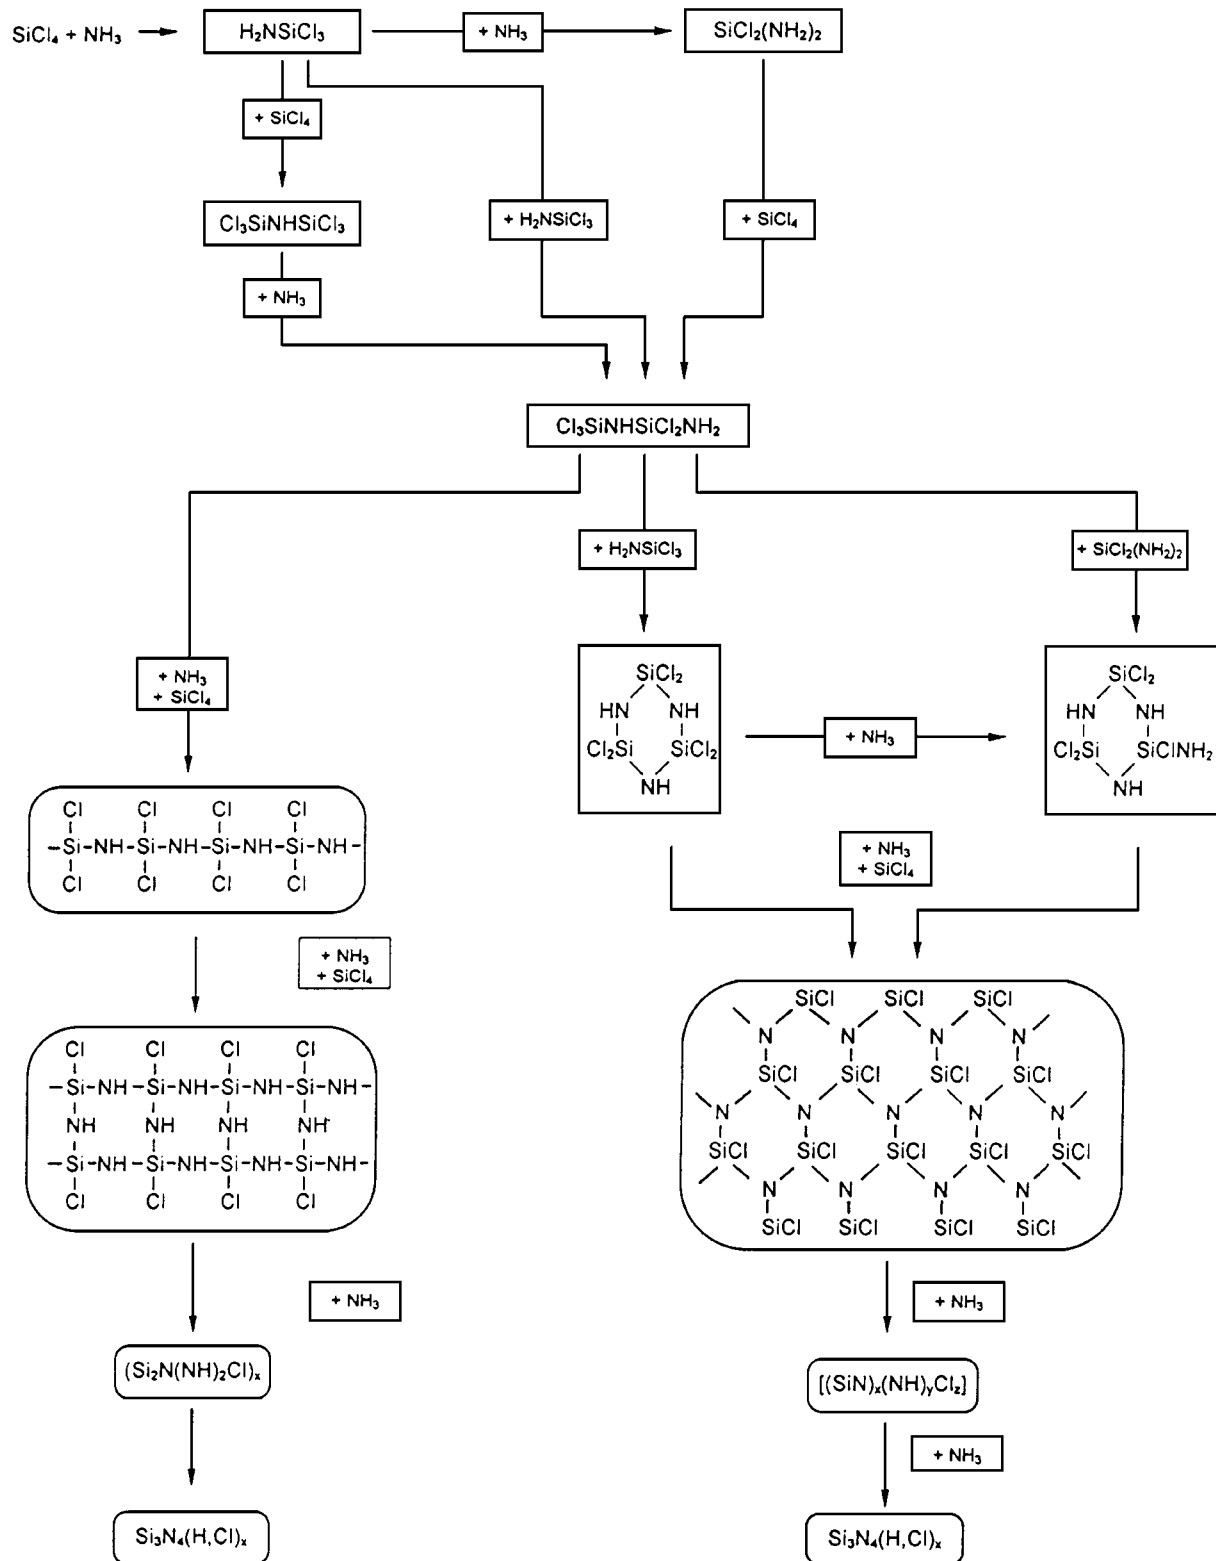 SiCl₄ + NH₃
H₂NSiCl₃
+ NH₃
SiCl₂(NH₂)₂
+ SiCl₄
Cl₃SiNHSiCl₃
+ H₂NSiCl₃
+ SiCl₄
+ NH₃
Cl₃SiNHSiCl₂NH₂
+ H₂NSiCl₃
+ SiCl₂(NH₂)₂
+ NH₃
+ SiCl₄
SiCl₂
HN NH
Cl₂Si SiCl₂
NH
+ NH₃
SiCl₂
HN NH
Cl₂Si SiClNH₂
NH
Cl Cl Cl Cl
–Si–NH–Si–NH–Si–NH–Si–NH–
Cl Cl Cl Cl
+ NH₃
+ SiCl₄
+ NH₃
+ SiCl₄
Cl Cl Cl Cl
–Si–NH–Si–NH–Si–NH–Si–NH–
NH NH NH NH
–Si–NH–Si–NH–Si–NH–Si–NH–
Cl Cl Cl Cl
SiCl SiCl SiCl
N N N N
SiCl SiCl SiCl SiCl
N N N N N
SiCl SiCl SiCl SiCl SiCl
N N N N
SiCl SiCl SiCl SiCl
+ NH₃
+ NH₃
(Si₂N(NH)₂Cl)ₓ
[(SiN)ₓ(NH)ᵧCl_z]
+ NH₃
Si₃N₄(H,Cl)ₓ
Si₃N₄(H,Cl)ₓ